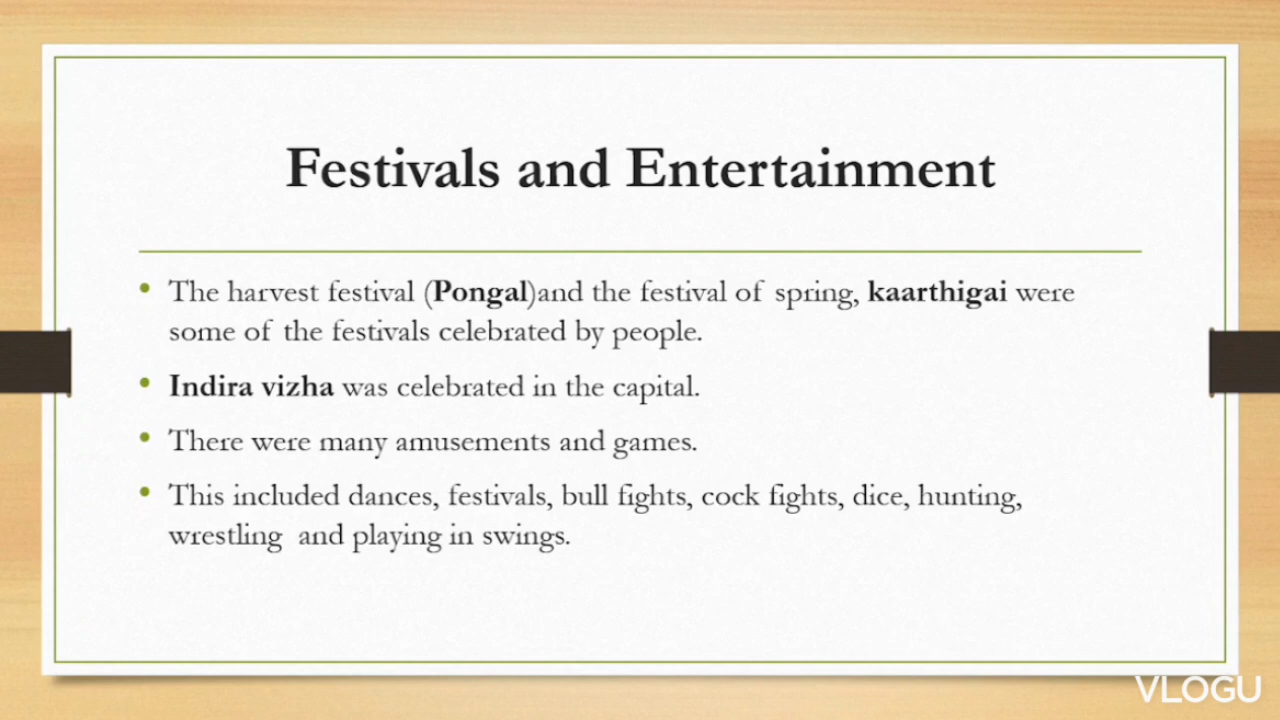 Festivals and Entertainment
• The harvest festival (Pongal)and the festival of spring, kaarthigai were
some of the festivals celebrated by people.
• Indira vizha was celebrated in the capital.
• There were many amusements and games.
• This included dances, festivals, bull fights, cock fights, dice, hunting,
wrestling and playing in swings.
VLOGU